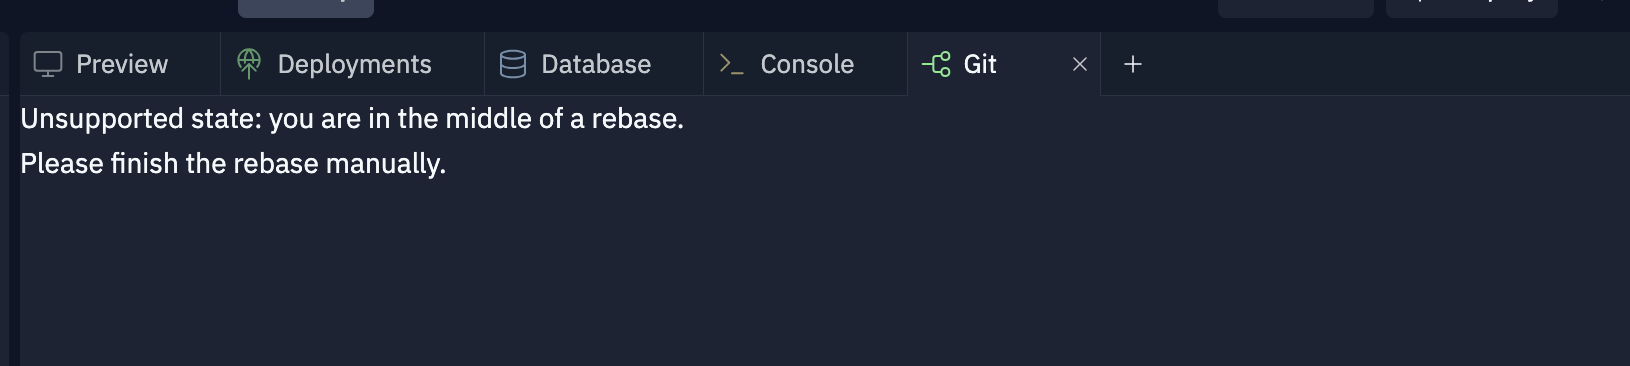 Preview Deployments Database Console Git
Unsupported state: you are in the middle of a rebase.
Please finish the rebase manually.